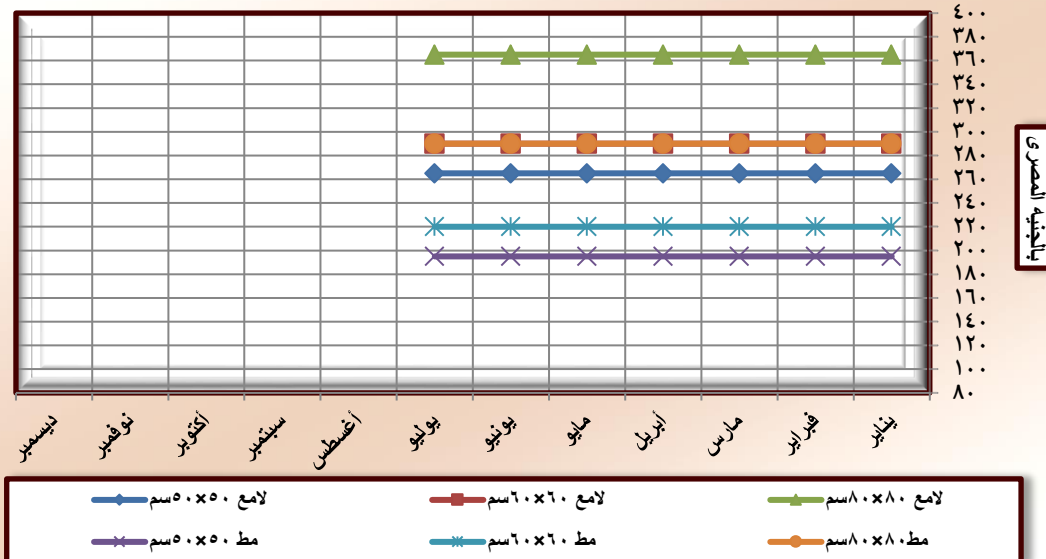 ٤٠٠
٣٨٠
٣٦٠
٣٤٠
٣٢٠
٣٠٠
٢٨٠
٢٦٠
٢٤٠
٢٢٠
٢٠٠
١٨٠
١٦٠
١٤٠
١٢٠
١٠٠
٨٠
بالجنيه المصرى
يناير
فبراير
مارس
أبريل
مايو
يونيو
يوليو
أغسطس
سبتمبر
أكتوبر
نوفمبر
ديسمبر
لامع ٨٠×٨٠سم
لامع ٦٠×٦٠سم
لامع ٥٠×٥٠سم
مط٨٠×٨٠سم
مط ٦٠×٦٠سم
مط ٥٠×٥٠سم